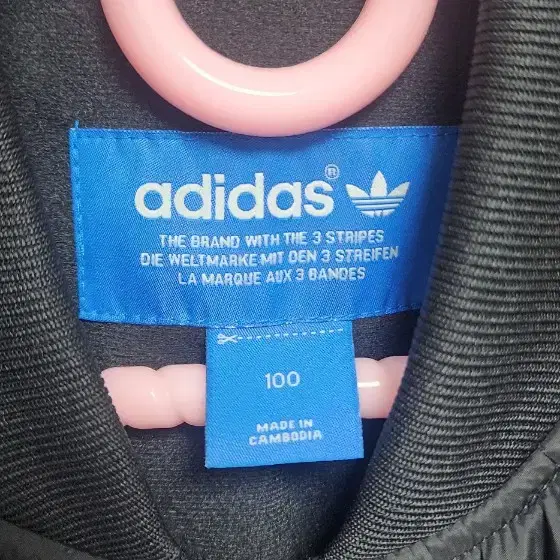 adidas®
THE BRAND WITH THE 3 STRIPES
DIE WELTMARKE MIT DEN 3 STREIFEN
LA MARQUE AUX 3 BANDES
100
MADE IN
CAMBODIA